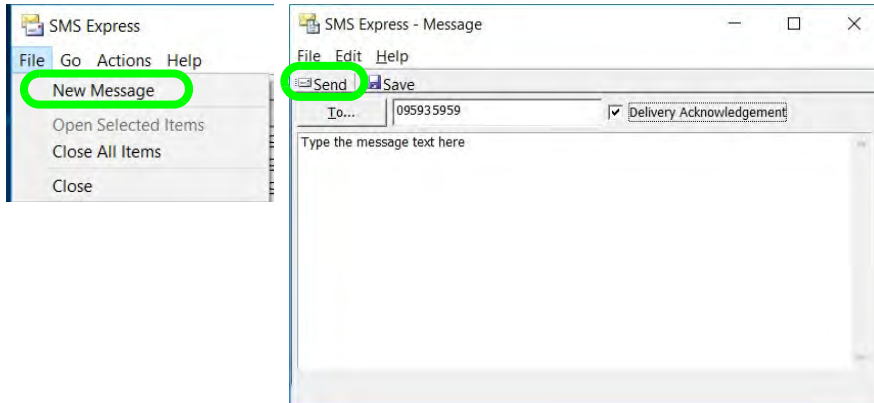 SMS Express
File Go Actions Help
New Message
Open Selected Items
Close All Items
Close
SMS Express - Message
File Edit Help
Send Save
To... 095935959 Delivery Acknowledgement
Type the message text here